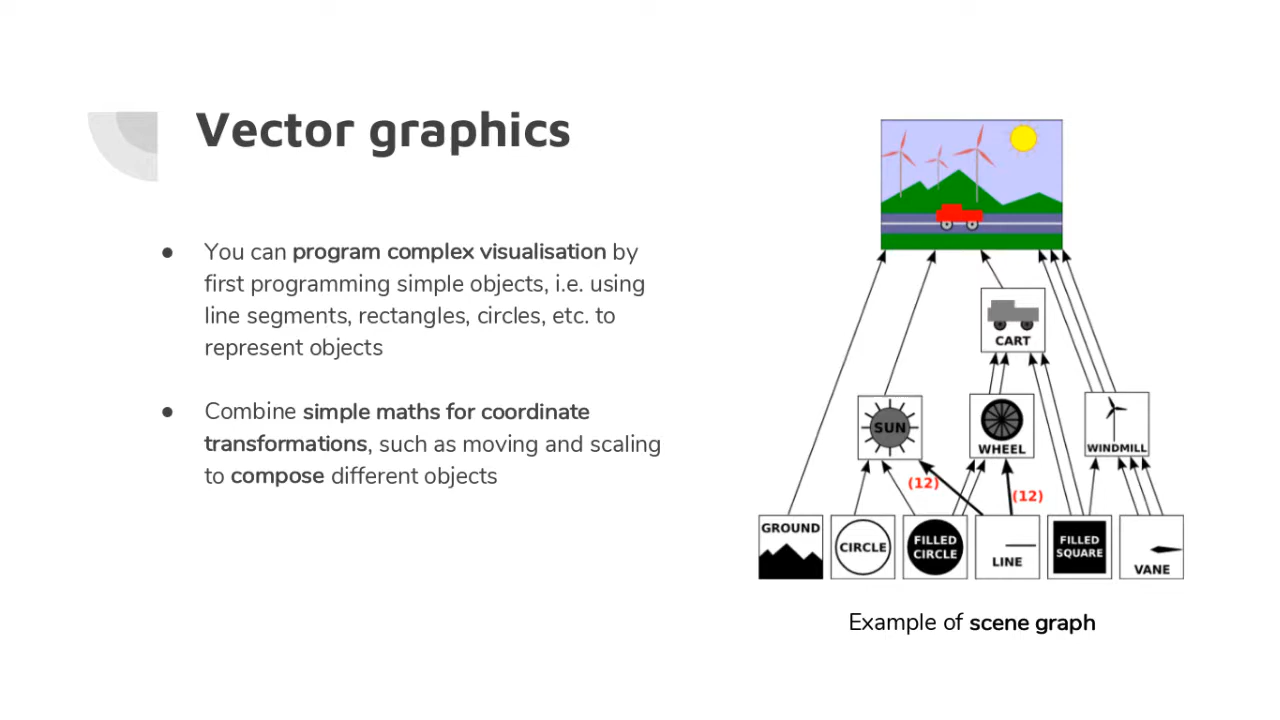 Vector graphics
● You can program complex visualisation by
first programming simple objects, i.e. using
line segments, rectangles, circles, etc. to
represent objects
● Combine simple maths for coordinate
transformations, such as moving and scaling
to compose different objects
CART
SUN
WHEEL
WINDMILL
(12)
(12)
GROUND
CIRCLE
FILLED
CIRCLE
LINE
FILLED
SQUARE
VANE
Example of scene graph